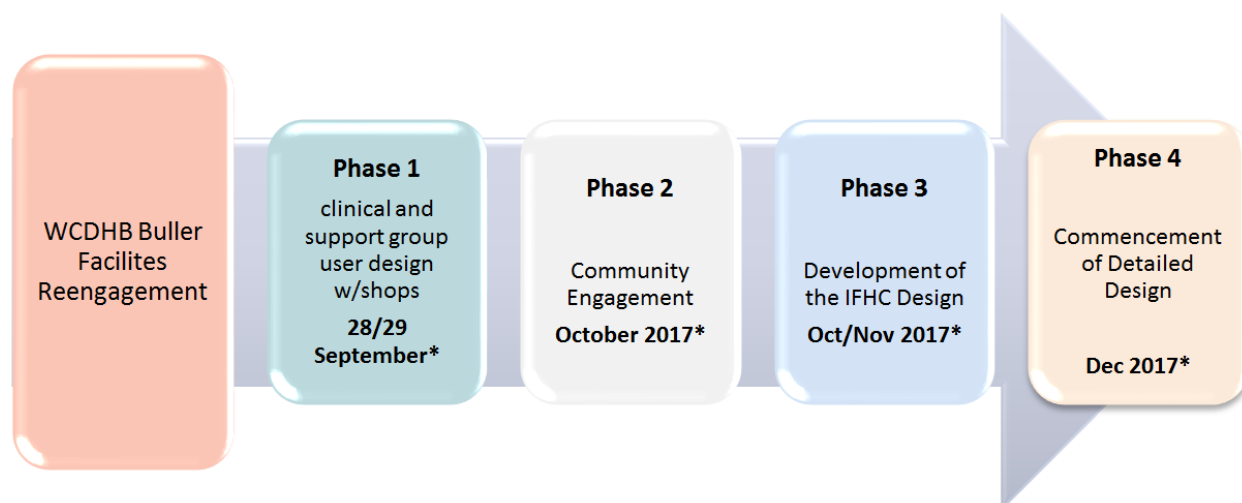 WCDHB Buller
Facilites
Reengagement
Phase 1
clinical and
support group
user design
w/shops
28/29
September*
Phase 2
Community
Engagement
October 2017*
Phase 3
Development of
the IFHC Design
Oct/Nov 2017*
Phase 4
Commencement
of Detailed
Design
Dec 2017*